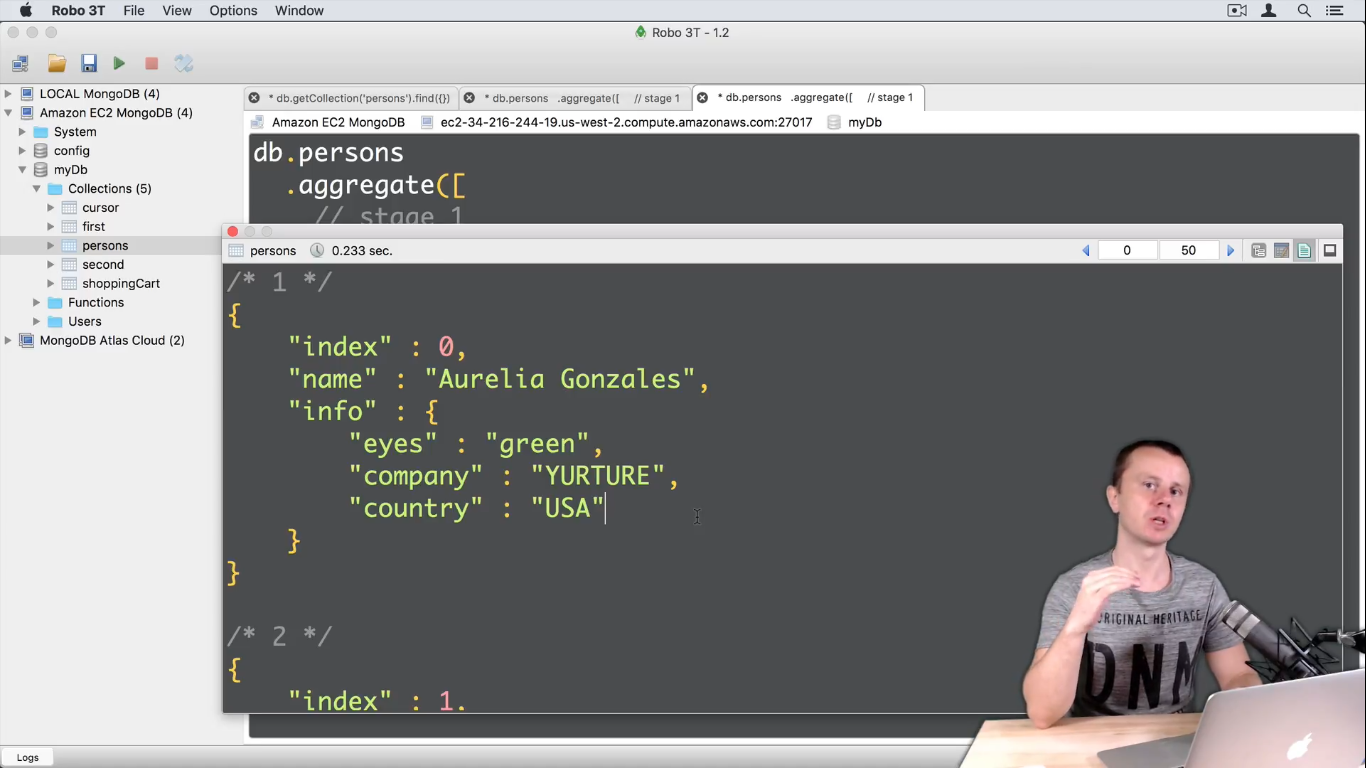 Robo 3T File View Options Window
Robo 3T - 1.2
LOCAL MongoDB (4)
Amazon EC2 MongoDB (4)
System
config
myDb
Collections (5)
cursor
first
persons
second
shoppingCart
Functions
Users
MongoDB Atlas Cloud (2)
* db.getCollection('persons').find({}) * db.persons .aggregate([ // stage 1 * db.persons .aggregate([ // stage 1
Amazon EC2 MongoDB ec2-34-216-244-19.us-west-2.compute.amazonaws.com:27017 myDb
db.persons
.aggregate([
// stage 1
persons 0.233 sec. 0 50
/* 1 */
{
"index" : 0,
"name" : "Aurelia Gonzales",
"info" : {
"eyes" : "green",
"company" : "YURTURE",
"country" : "USA"
}
}
/* 2 */
{
"index" : 1,
ORIGINAL HERITAGE
DNM
Logs